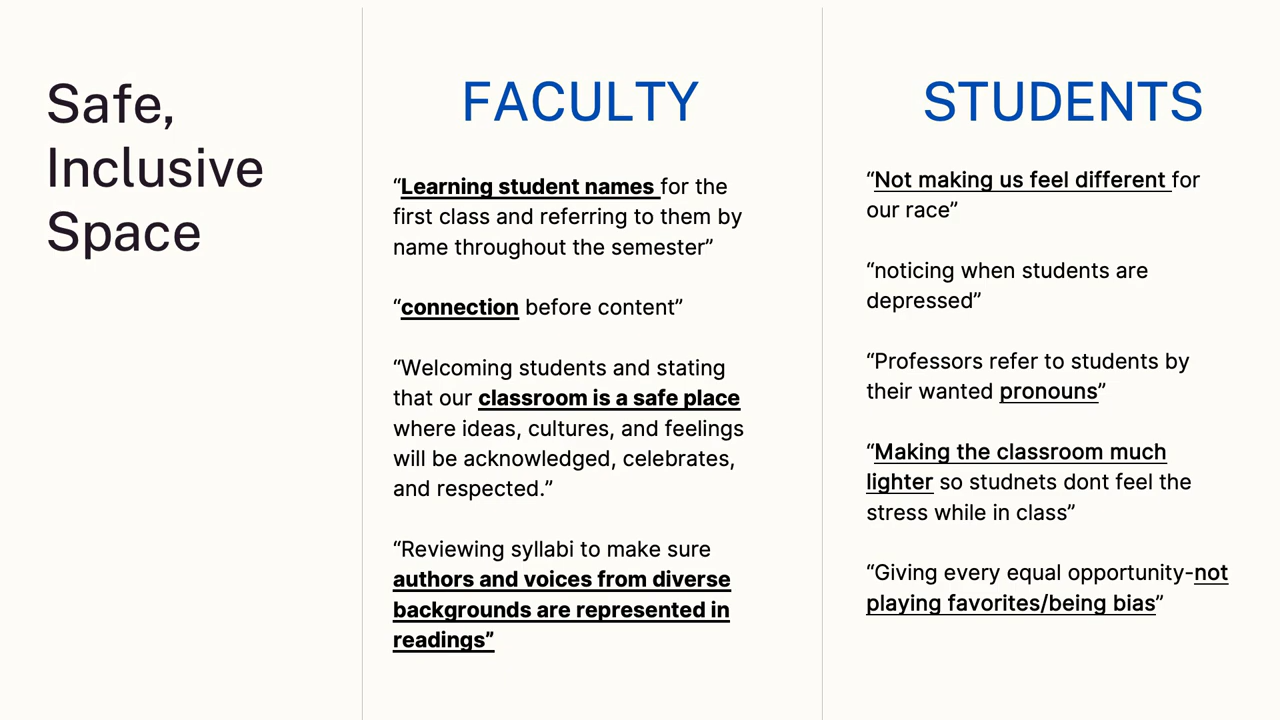 Safe,
Inclusive
Space
FACULTY
“Learning student names for the
first class and referring to them by
name throughout the semester”
“connection before content”
“Welcoming students and stating
that our classroom is a safe place
where ideas, cultures, and feelings
will be acknowledged, celebrates,
and respected.”
“Reviewing syllabi to make sure
authors and voices from diverse
backgrounds are represented in
readings”
STUDENTS
“Not making us feel different for
our race”
“noticing when students are
depressed”
“Professors refer to students by
their wanted pronouns”
“Making the classroom much
lighter so studnets dont feel the
stress while in class”
“Giving every equal opportunity-not
playing favorites/being bias”